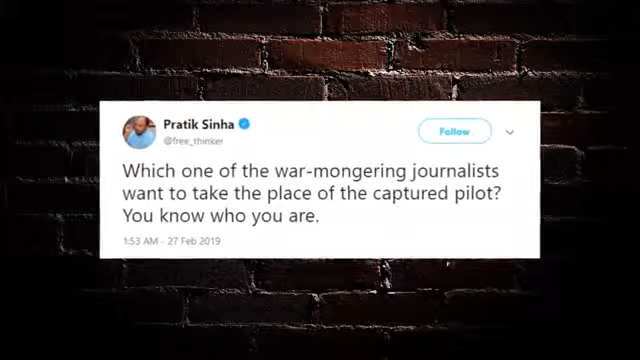 Pratik Sinha
@free_thinker
Follow
Which one of the war-mongering journalists
want to take the place of the captured pilot?
You know who you are.
1:53 AM - 27 Feb 2019